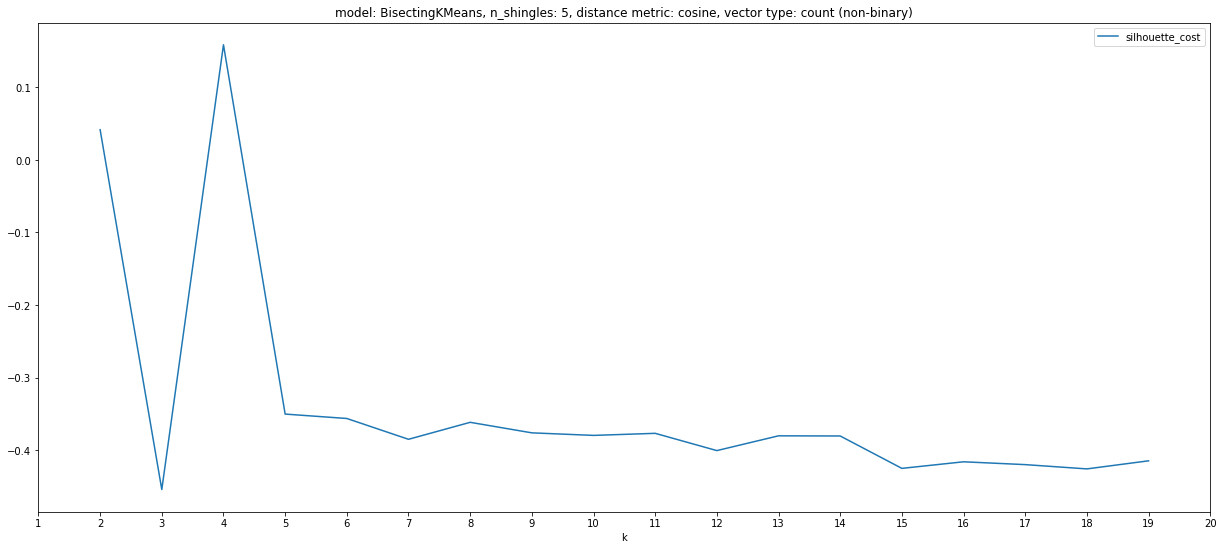 model: BisectingKMeans, n_shingles: 5, distance metric: cosine, vector type: count (non-binary)
silhouette_cost
0.1
0.0
−0.1
−0.2
−0.3
−0.4
1 2 3 4 5 6 7 8 9 10 11 12 13 14 15 16 17 18 19 20
k